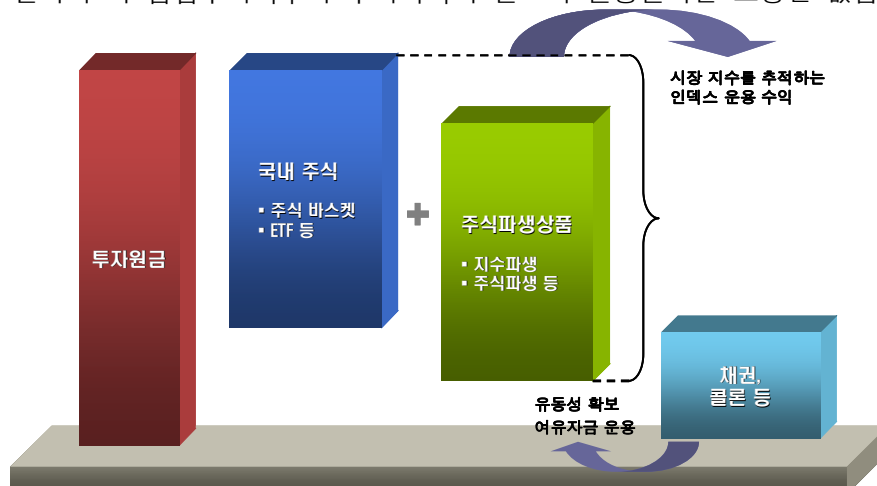 시장 지수를 추적하는
인덱스 운용 수익
국내 주식
▪ 주식 바스켓
▪ ETF 등
+
주식파생상품
▪ 지수파생
▪ 주식파생 등
투자원금
채권,
콜론 등
유동성 확보
여유자금 운용